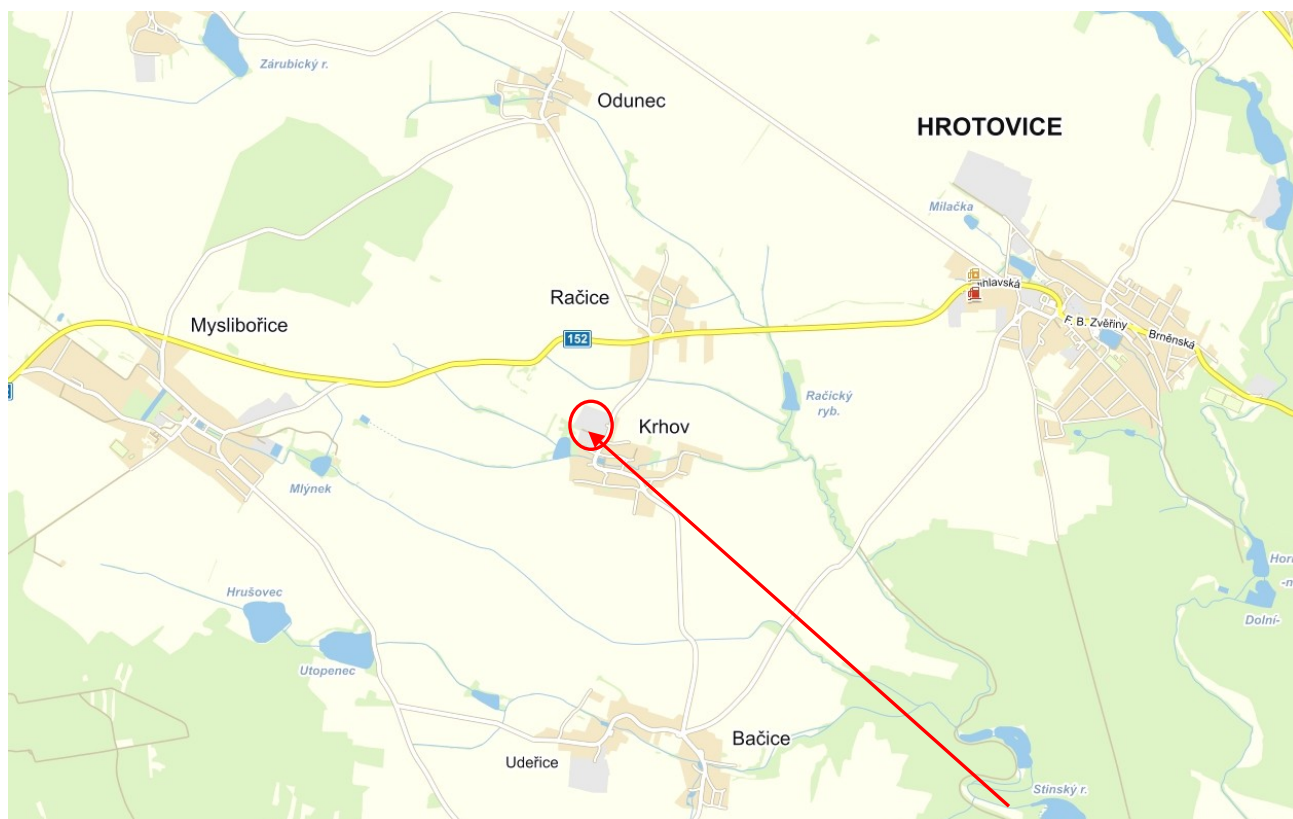 Zárubický r.
Odunec
HROTOVICE
Milačka
Jihlavská
Račice
F. B. Zvěřiny
Myslibořice
152
Brněnská
Račický
ryb.
Krhov
Mlýnek
Hrušovec
Dolní-
Utopenec
Bačice
Udeřice
Stinský r.